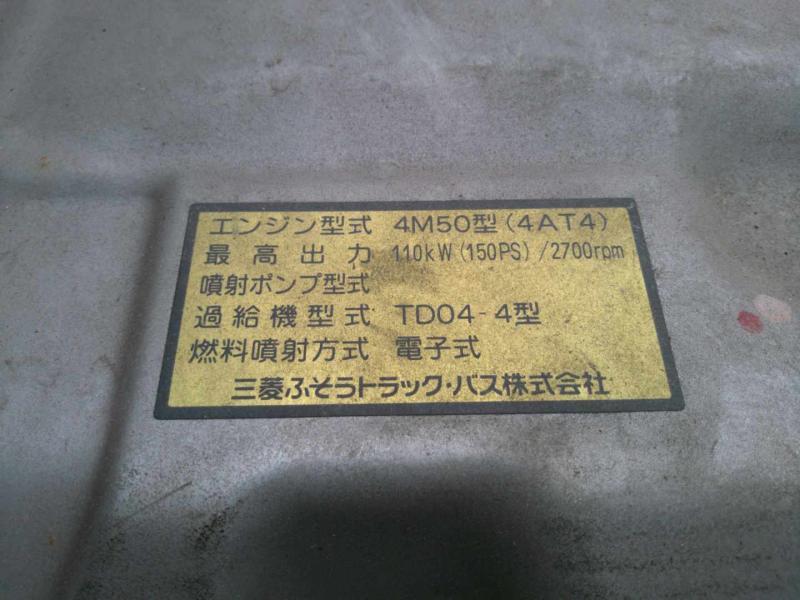 エンジン型式 4M50型(4AT4)
最高出力 110kW(150PS)/2700rpm
噴射ポンプ型式
過給機型式 TD04-4型
燃料噴射方式 電子式
三菱ふそうトラック・バス株式会社